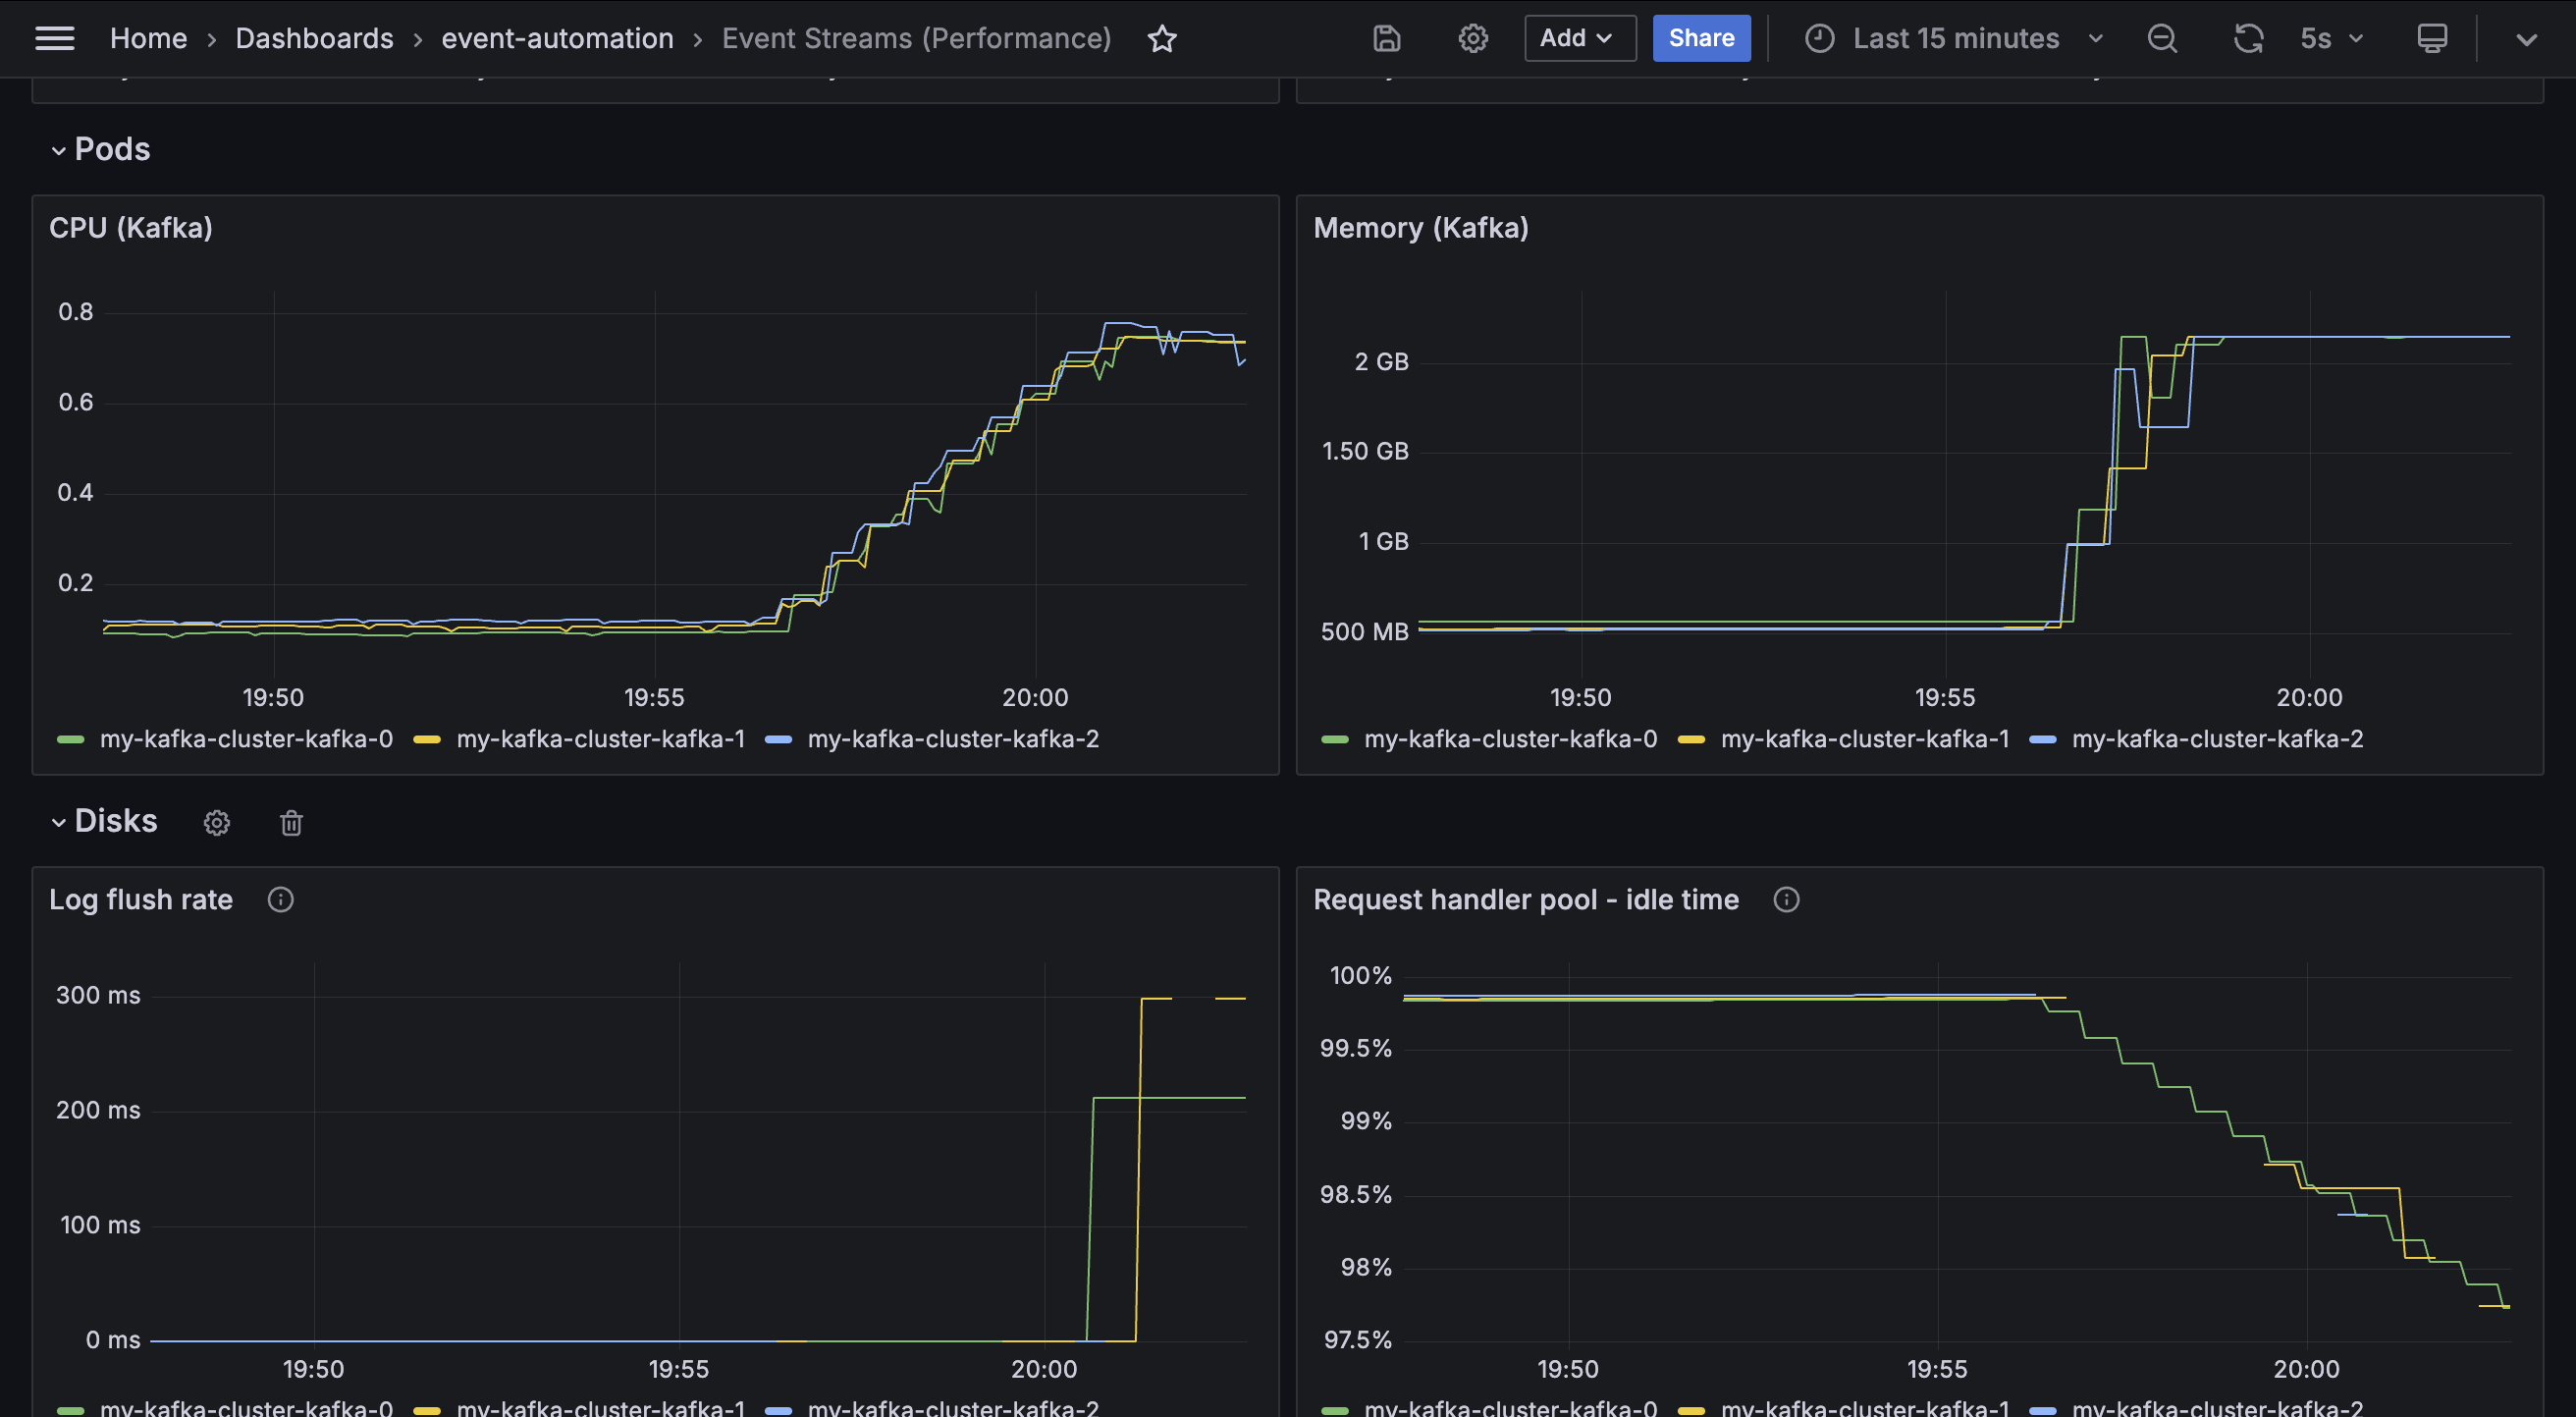 Home › Dashboards › event-automation › Event Streams (Performance) Add Share Last 15 minutes 5s
Pods
CPU (Kafka)
0.8
0.6
0.4
0.2
19:50 19:55 20:00
my-kafka-cluster-kafka-0 my-kafka-cluster-kafka-1 my-kafka-cluster-kafka-2
Memory (Kafka)
2 GB
1.50 GB
1 GB
500 MB
19:50 19:55 20:00
my-kafka-cluster-kafka-0 my-kafka-cluster-kafka-1 my-kafka-cluster-kafka-2
Disks
Log flush rate
300 ms
200 ms
100 ms
0 ms
19:50 19:55 20:00
my-kafka-cluster-kafka-0 my-kafka-cluster-kafka-1 my-kafka-cluster-kafka-2
Request handler pool - idle time
100%
99.5%
99%
98.5%
98%
97.5%
19:50 19:55 20:00
my-kafka-cluster-kafka-0 my-kafka-cluster-kafka-1 my-kafka-cluster-kafka-2